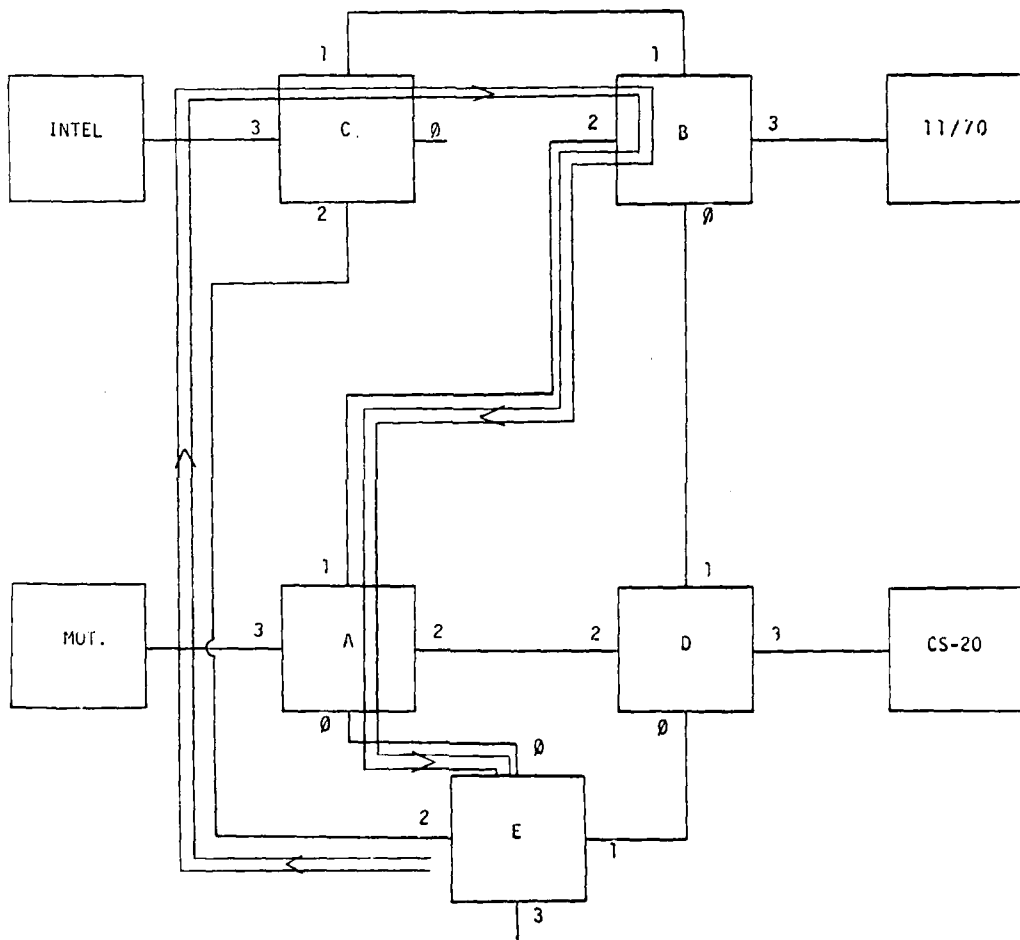 1 1
INTEL 3 C. Ø 2 B 3 11/70
2 Ø
1 1
MUT. 3 A 2 2 D 3 CS-20
Ø Ø Ø
2 E 1
3